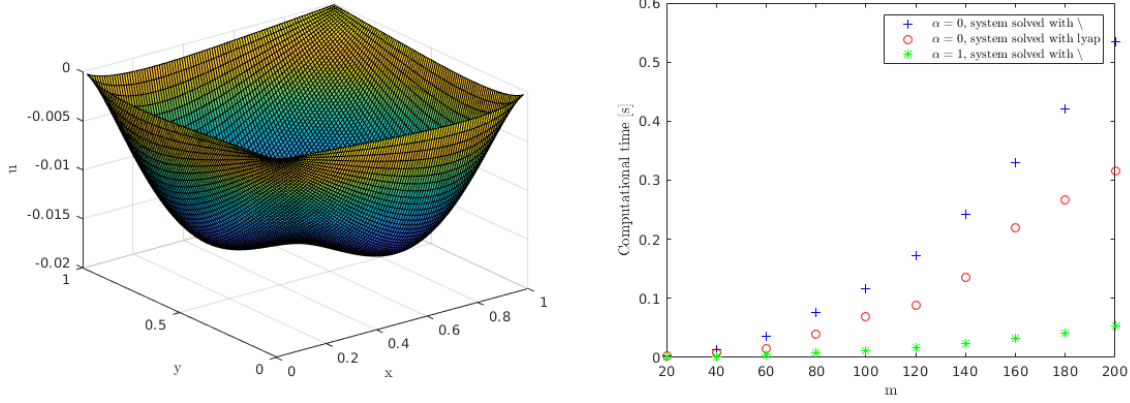 0
-0.005
-0.01
-0.015
-0.02
u
1
0.5
0
y
0
0.2
0.4
0.6
0.8
1
x
0.6
0.5
0.4
0.3
0.2
0.1
0
Computational time [s]
+ α = 0, system solved with \
○ α = 0, system solved with lyap
* α = 1, system solved with \
20 40 60 80 100 120 140 160 180 200
m